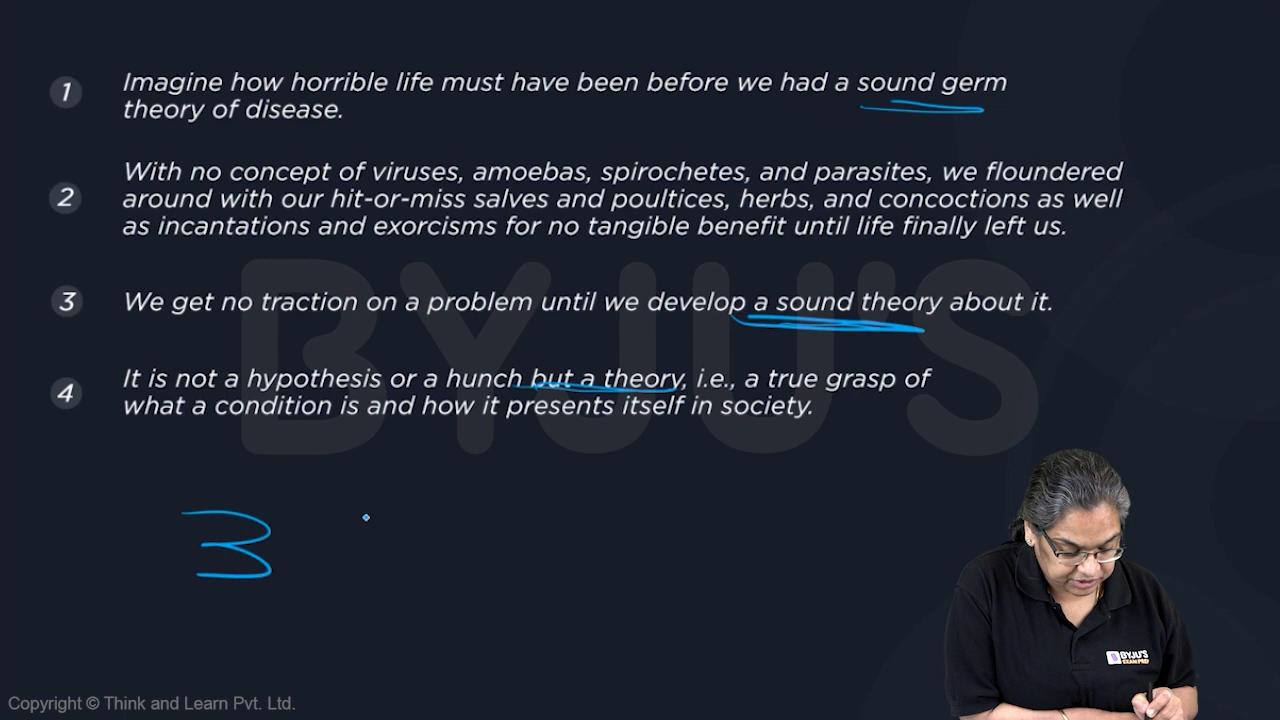 1
Imagine how horrible life must have been before we had a sound germ
theory of disease.
2
With no concept of viruses, amoebas, spirochetes, and parasites, we floundered
around with our hit-or-miss salves and poultices, herbs, and concoctions as well
as incantations and exorcisms for no tangible benefit until life finally left us.
3
We get no traction on a problem until we develop a sound theory about it.
4
It is not a hypothesis or a hunch but a theory, i.e., a true grasp of
what a condition is and how it presents itself in society.
BYJU'S
3
BYJU'S
EXAM PREP
Copyright © Think and Learn Pvt. Ltd.